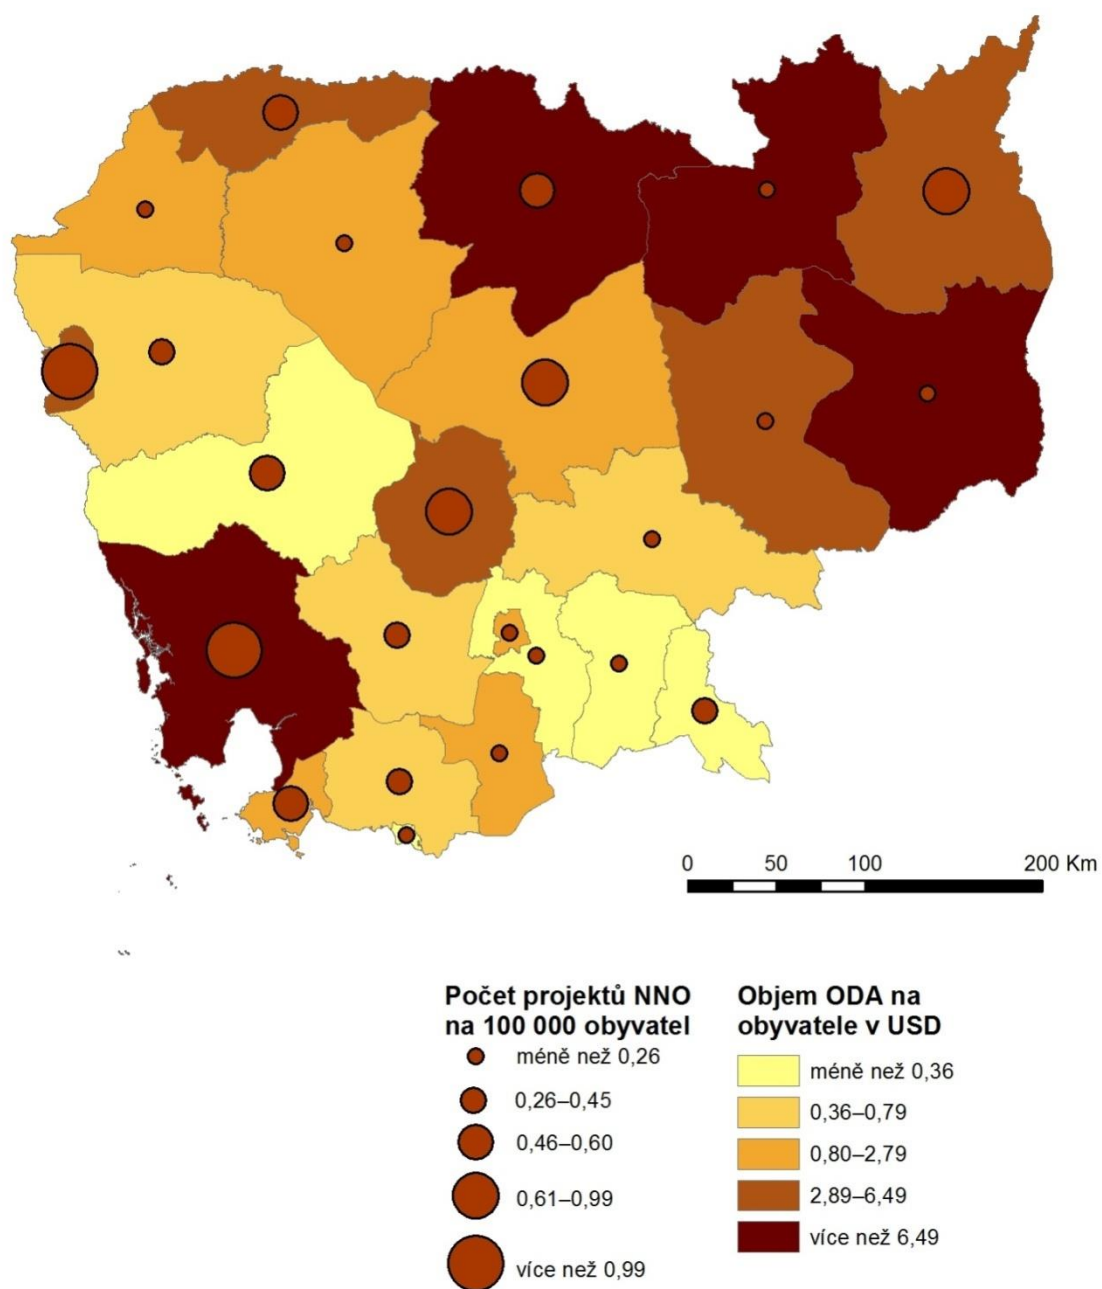 0 50 100 200 Km
Počet projektů NNO
na 100 000 obyvatel
méně než 0,26
0,26–0,45
0,46–0,60
0,61–0,99
více než 0,99
Objem ODA na
obyvatele v USD
méně než 0,36
0,36–0,79
0,80–2,79
2,89–6,49
více než 6,49